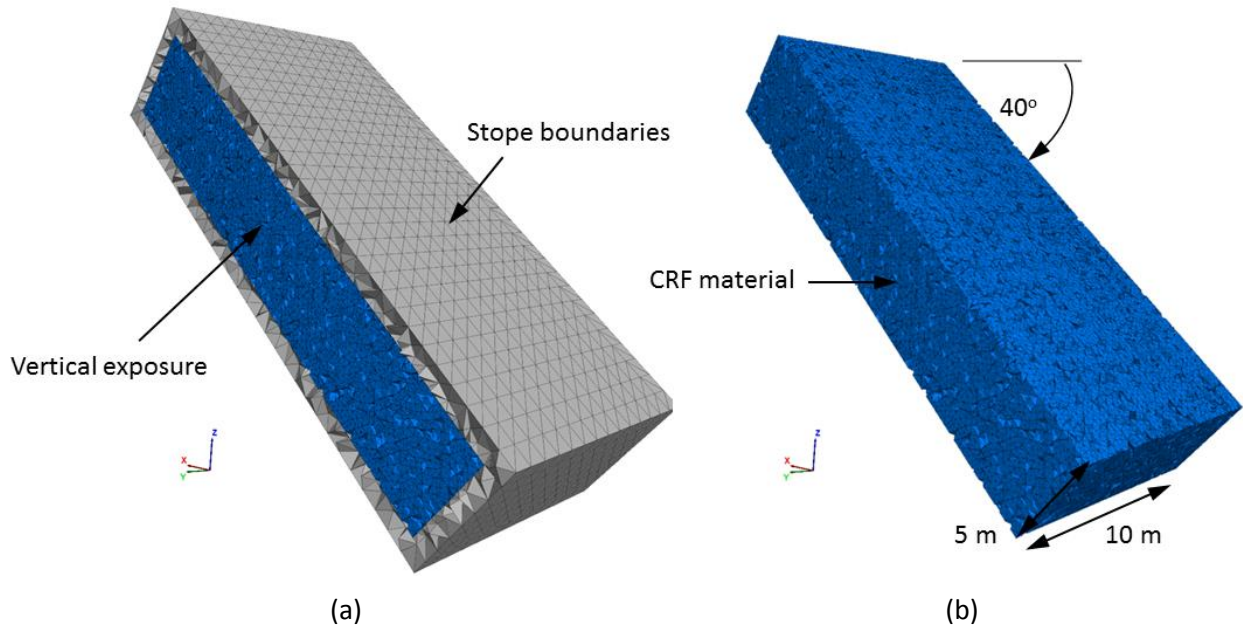 Stope boundaries
Vertical exposure
z
x
y
(a)
40°
CRF material
z
x
y
5 m
10 m
(b)